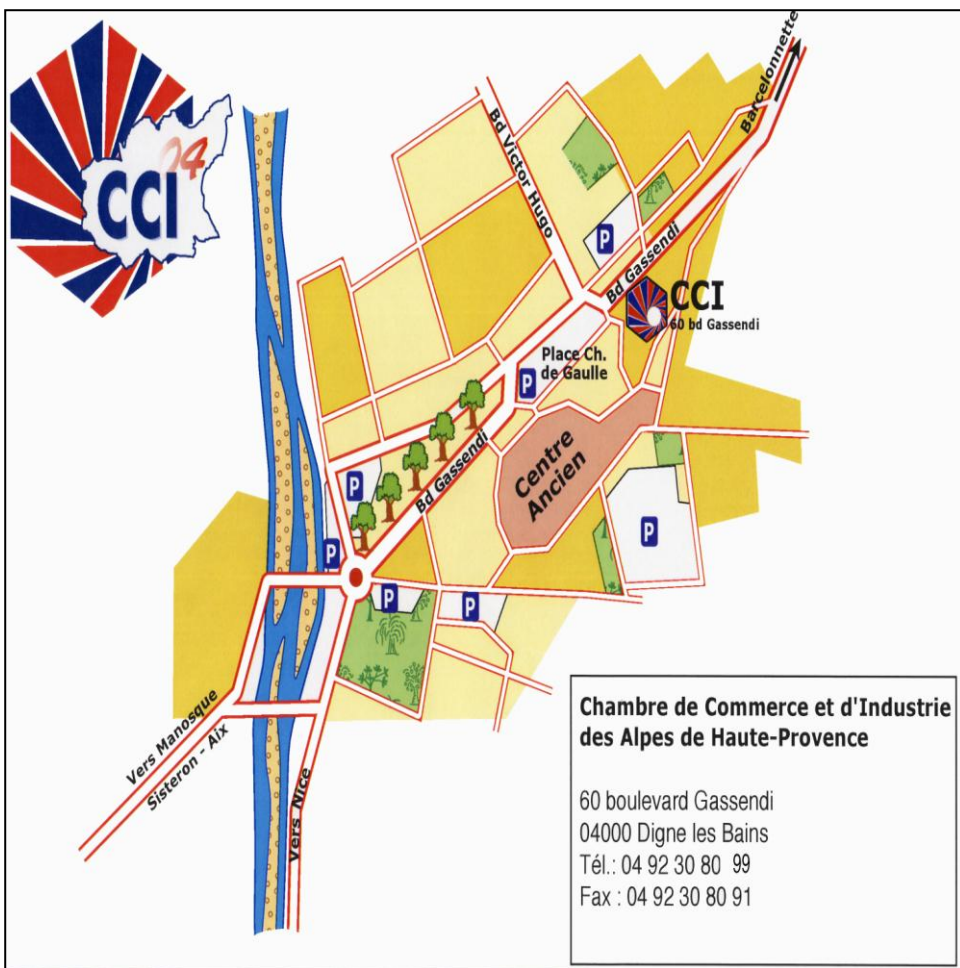 04
CCI
Barcelonnette
Bd Victor Hugo
P
Bd Gassendi
CCI
60 bd Gassendi
Place Ch.
de Gaulle
P
Bd Gassendi
Centre
Ancien
P
P
P
P
P
Vers Manosque
Sisteron - Aix
Vers Nice
Chambre de Commerce et d'Industrie
des Alpes de Haute-Provence
60 boulevard Gassendi
04000 Digne les Bains
Tél.: 04 92 30 80 99
Fax : 04 92 30 80 91